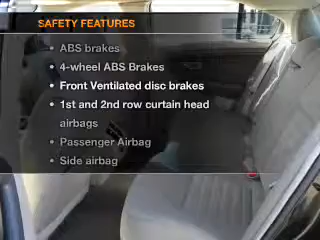 SAFETY FEATURES
• ABS brakes
• 4-wheel ABS Brakes
• Front Ventilated disc brakes
• 1st and 2nd row curtain head
airbags
• Passenger Airbag
• Side airbag